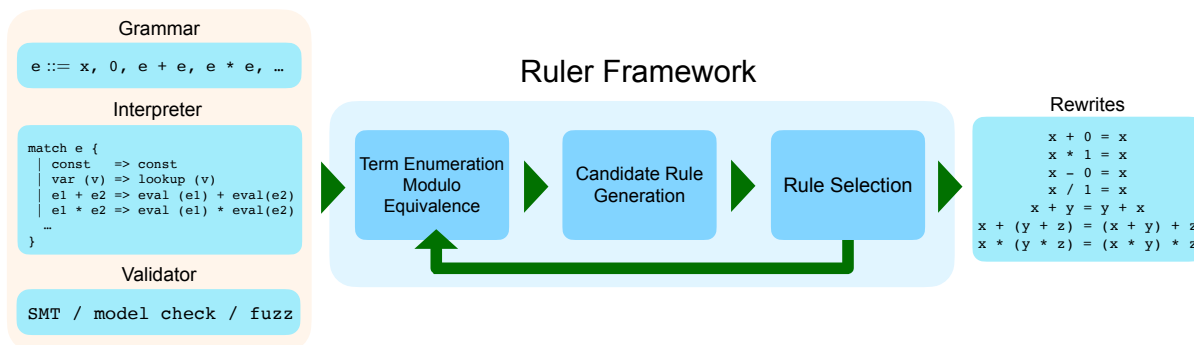 Grammar
e ::= x, 0, e + e, e * e, …
Interpreter
match e {
| const => const
| var (v) => lookup (v)
| e1 + e2 => eval (e1) + eval(e2)
| e1 * e2 => eval (e1) * eval(e2)
…
}
Validator
SMT / model check / fuzz
Ruler Framework
Term Enumeration
Modulo
Equivalence
Candidate Rule
Generation
Rule Selection
Rewrites
x + 0 = x
x * 1 = x
x - 0 = x
x / 1 = x
x + y = y + x
x + (y + z) = (x + y) + z
x * (y * z) = (x * y) * z